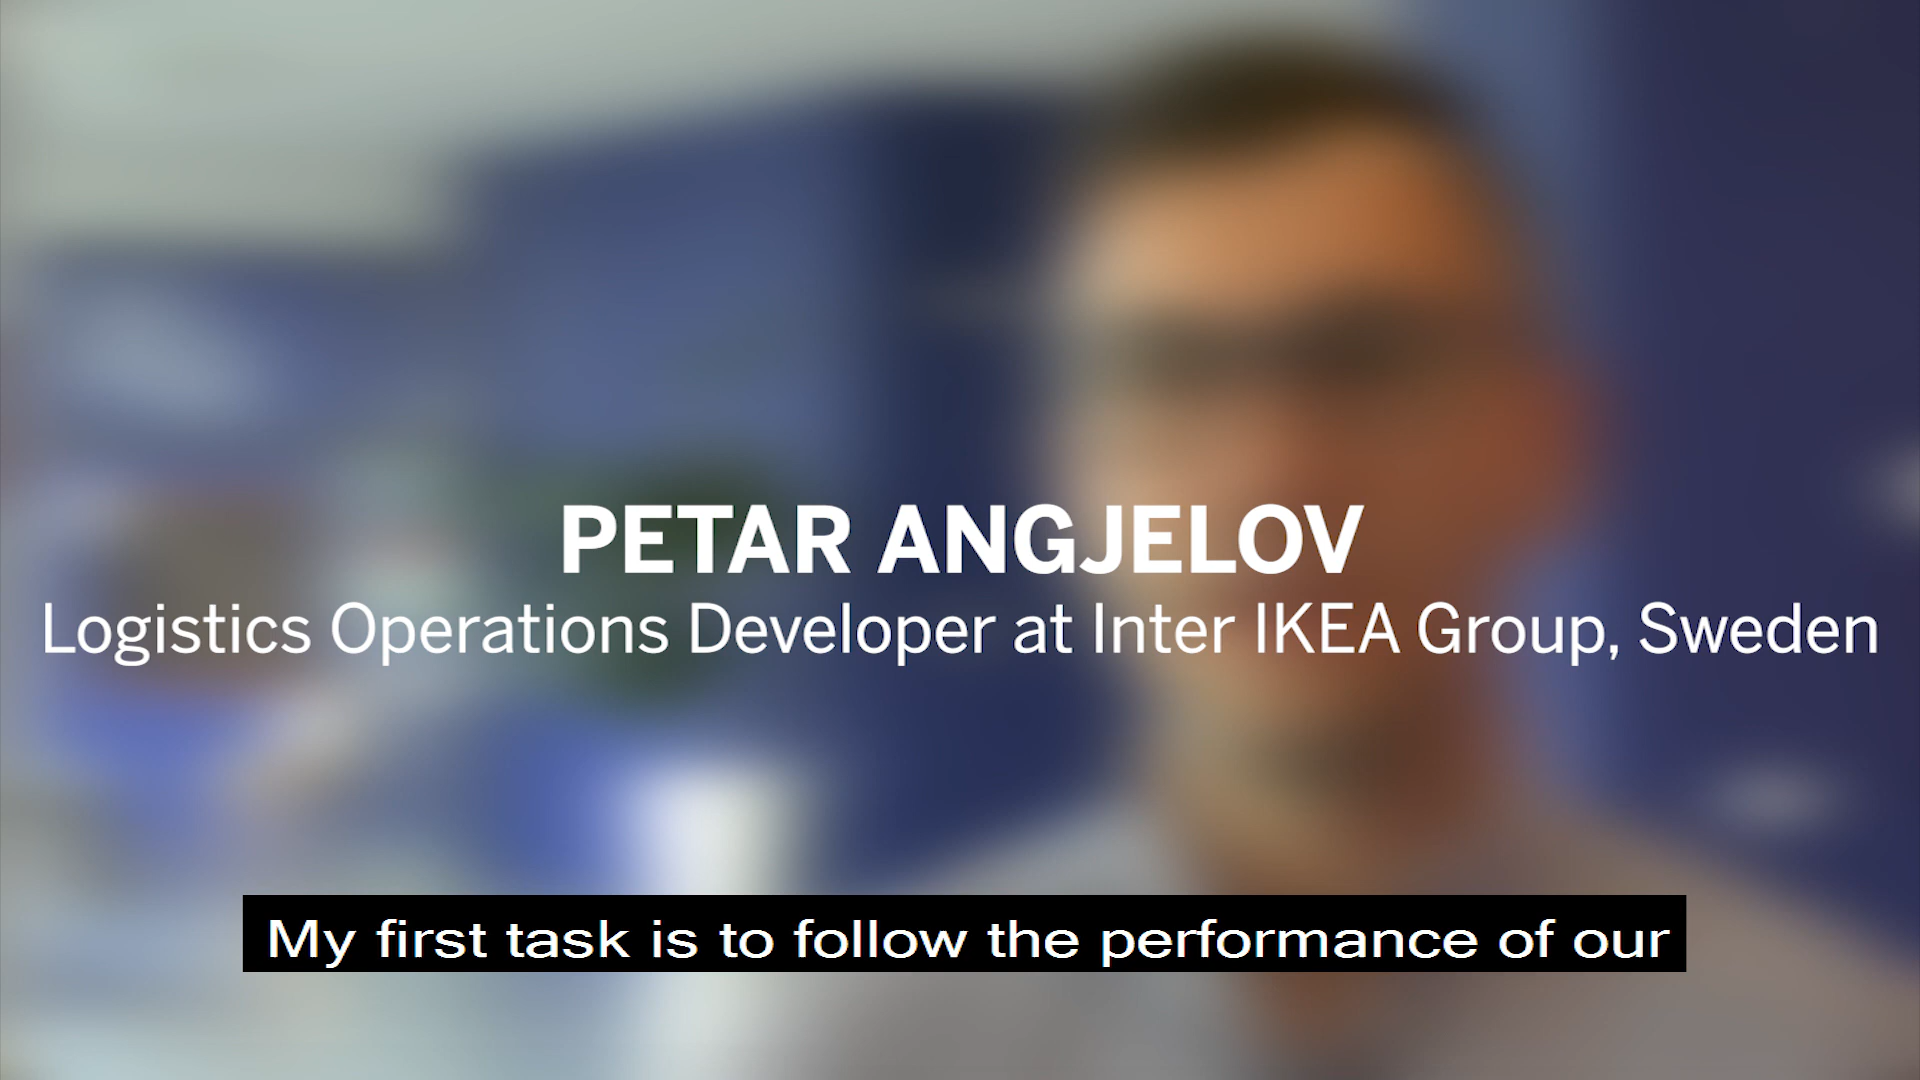 PETAR ANGJELOV
Logistics Operations Developer at Inter IKEA Group, Sweden
My first task is to follow the performance of our